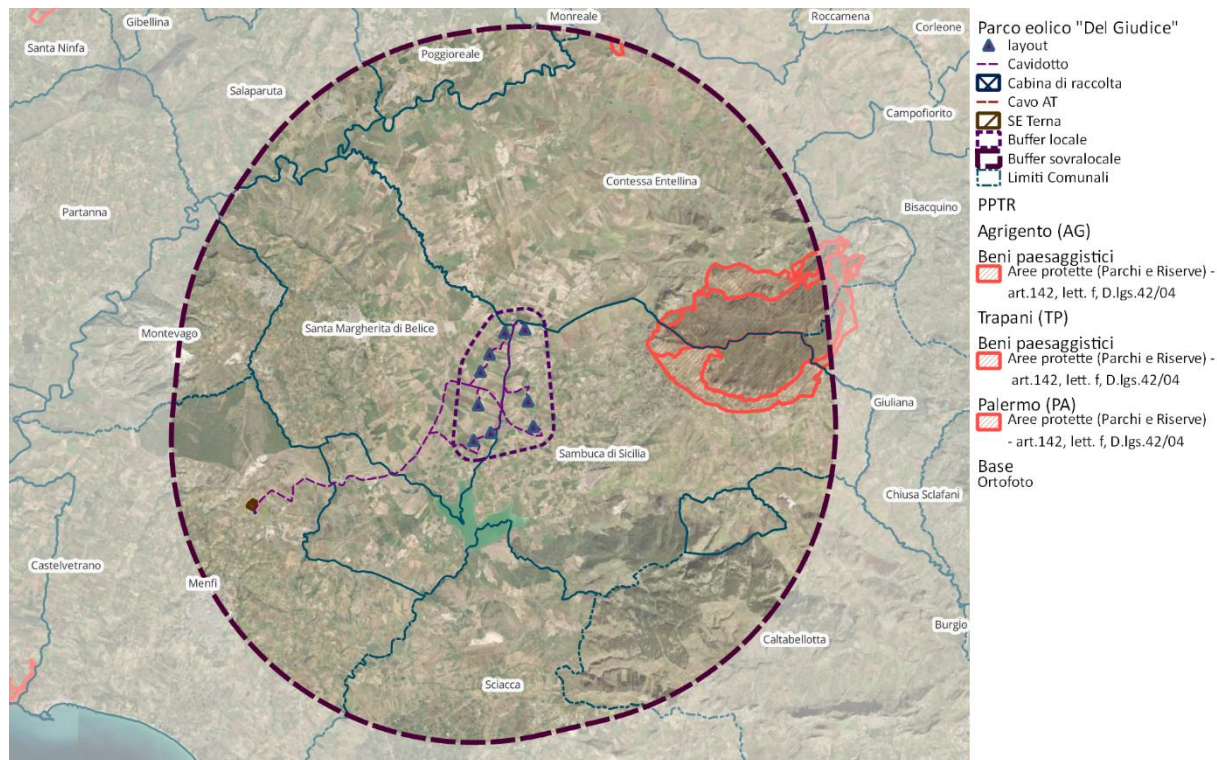 Gibellina
Monreale
Roccamena
Corleone
Santa Ninfa
Poggioreale
Salaparuta
Campofiorito
Contessa Entellina
Partanna
Bisacquino
Montevago
Santa Margherita di Belice
Giuliana
Sambuca di Sicilia
Chiusa Sclafani
Castelvetrano
Menfi
Burgio
Caltabellotta
Sciacca
Parco eolico "Del Giudice"
layout
Cavidotto
Cabina di raccolta
Cavo AT
SE Terna
Buffer locale
Buffer sovralocale
Limiti Comunali
PPTR
Agrigento (AG)
Beni paesaggistici
Aree protette (Parchi e Riserve) -
art.142, lett. f, D.lgs.42/04
Trapani (TP)
Beni paesaggistici
Aree protette (Parchi e Riserve) -
art.142, lett. f, D.lgs.42/04
Palermo (PA)
Aree protette (Parchi e Riserve)
- art.142, lett. f, D.lgs.42/04
Base
Ortofoto